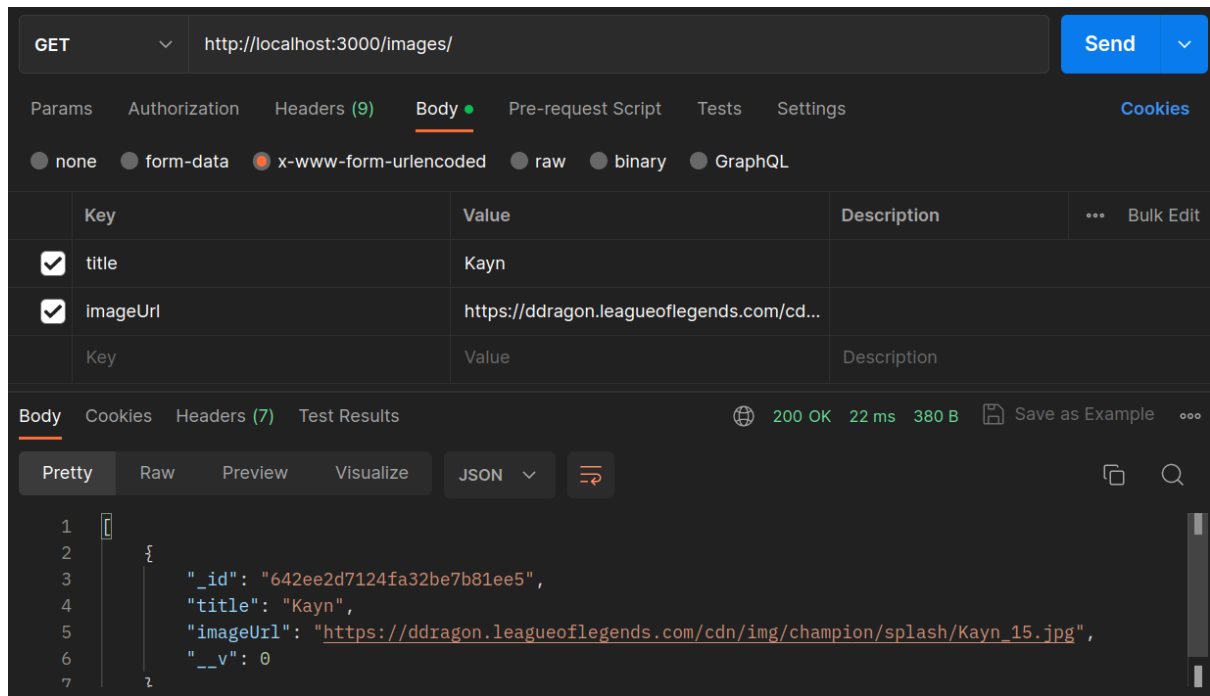 GET http://localhost:3000/images/ Send
Params Authorization Headers (9) Body Pre-request Script Tests Settings Cookies
none form-data x-www-form-urlencoded raw binary GraphQL
Key Value Description ooo Bulk Edit
title Kayn
imageUrl https://ddragon.leagueoflegends.com/cd...
Key Value Description
Body Cookies Headers (7) Test Results 200 OK 22 ms 380 B Save as Example ooo
Pretty Raw Preview Visualize JSON
1 [
2 {
3 "_id": "642ee2d7124fa32be7b81ee5",
4 "title": "Kayn",
5 "imageUrl": "https://ddragon.leagueoflegends.com/cdn/img/champion/splash/Kayn_15.jpg",
6 "__v": 0
7 }